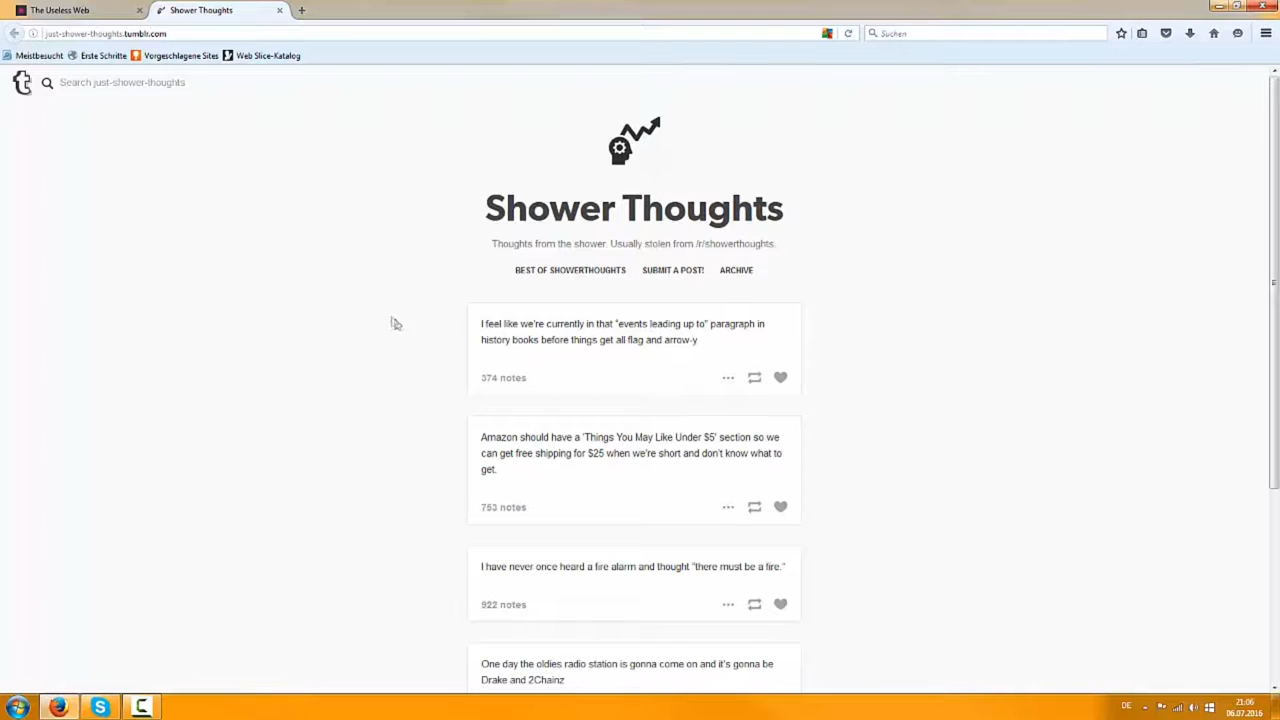 The Useless Web
Shower Thoughts
just-shower-thoughts.tumblr.com
Suchen
Meistbesucht Erste Schritte Vorgeschlagene Sites Web Slice-Katalog
Search just-shower-thoughts
Shower Thoughts
Thoughts from the shower. Usually stolen from /r/showerthoughts.
BEST OF SHOWERTHOUGHTS SUBMIT A POST! ARCHIVE
I feel like we're currently in that "events leading up to" paragraph in
history books before things get all flag and arrow-y
374 notes
Amazon should have a 'Things You May Like Under $5' section so we
can get free shipping for $25 when we're short and don't know what to
get.
753 notes
I have never once heard a fire alarm and thought "there must be a fire."
922 notes
One day the oldies radio station is gonna come on and it's gonna be
Drake and 2Chainz
DE
21:06
06.07.2016